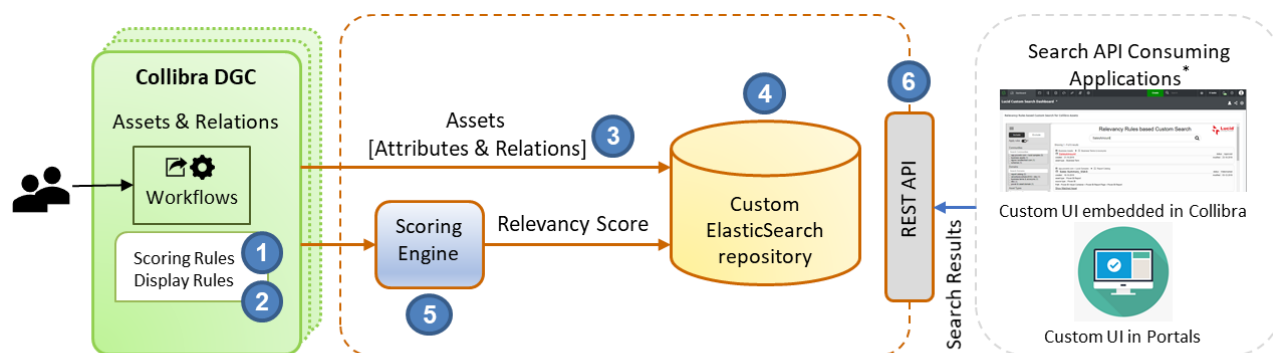 Collibra DGC
Assets & Relations
Workflows
Scoring Rules
Display Rules
1
2
Assets
[Attributes & Relations]
3
Scoring
Engine
5
Relevancy Score
4
Custom
ElasticSearch
repository
6
REST API
Search Results
Search API Consuming
Applications*
Relevancy Rules based Custom Search
Custom UI embedded in Collibra
Custom UI in Portals